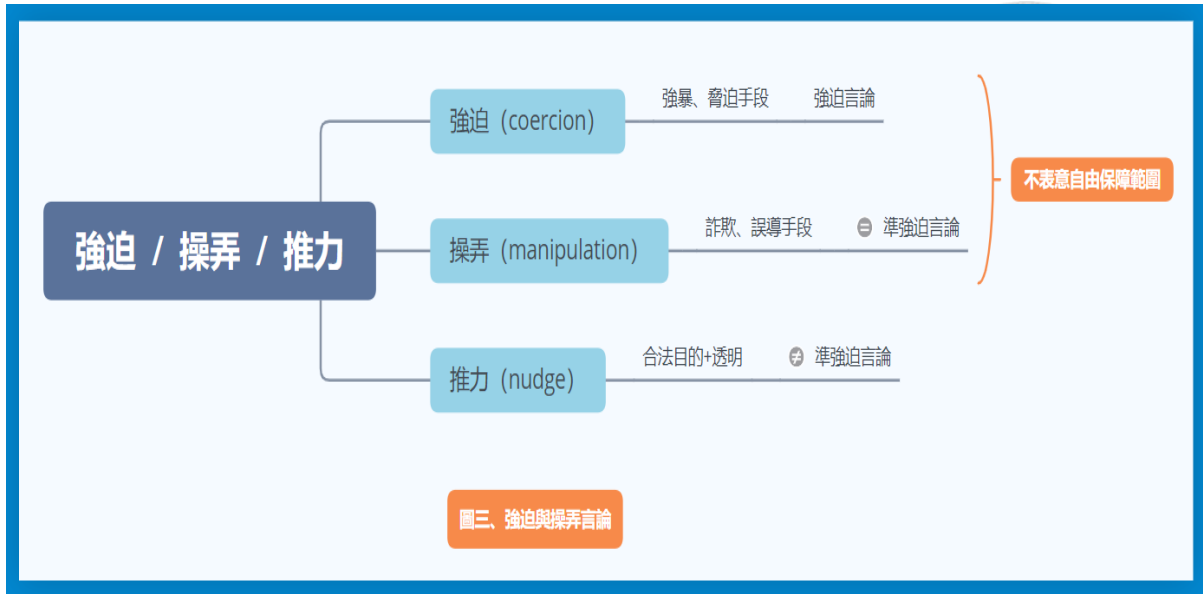 強迫 / 操弄 / 推力
強迫 (coercion)
強暴、脅迫手段
強迫言論
操弄 (manipulation)
詐欺、誤導手段
= 準強迫言論
推力 (nudge)
合法目的+透明
≠ 準強迫言論
不表意自由保障範圍
圖三、強迫與操弄言論